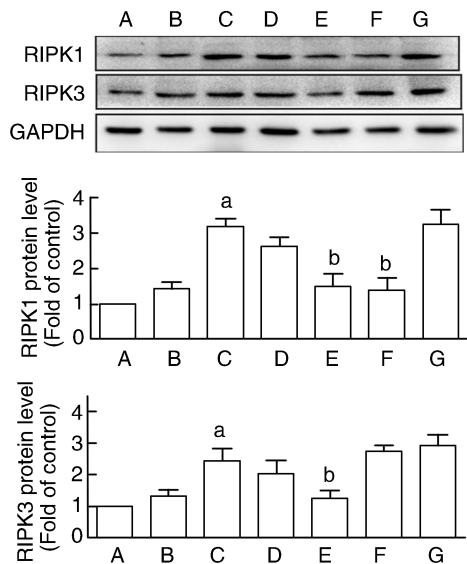 A B C D E F G
RIPK1
RIPK3
GAPDH
RIPK1 protein level
(Fold of control)
4
3
2
1
0
a
b
b
A B C D E F G
RIPK3 protein level
(Fold of control)
4
3
2
1
0
a
b
A B C D E F G